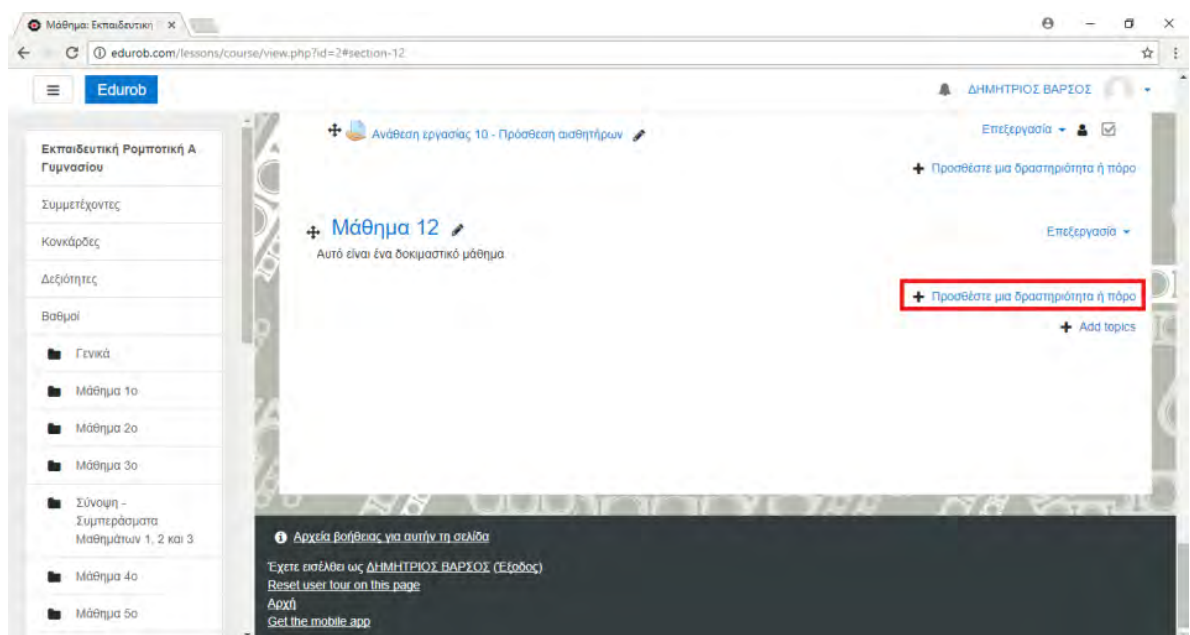 Μάθημα: Εκπαιδευτική
edurob.com/lessons/course/view.php?id=2#section-12
Edurob
ΔΗΜΗΤΡΙΟΣ ΒΑΡΣΟΣ
Εκπαιδευτική Ρομποτική Α
Γυμνασίου
Συμμετέχοντες
Κονκάρδες
Δεξιότητες
Βαθμοί
Γενικά
Μάθημα 1ο
Μάθημα 2ο
Μάθημα 3ο
Σύνοψη -
Συμπεράσματα
Μαθημάτων 1, 2 και 3
Μάθημα 4ο
Μάθημα 5ο
Ανάθεση εργασίας 10 - Πρόσθεση αισθητήρων
Επεξεργασία
Προσθέστε μια δραστηριότητα ή πόρο
Μάθημα 12
Επεξεργασία
Αυτό είναι ένα δοκιμαστικό μάθημα
Προσθέστε μια δραστηριότητα ή πόρο
Add topics
Αρχεία βοήθειας για αυτήν τη σελίδα
Έχετε εισέλθει ως ΔΗΜΗΤΡΙΟΣ ΒΑΡΣΟΣ (Έξοδος)
Reset user tour on this page
Αρχή
Get the mobile app